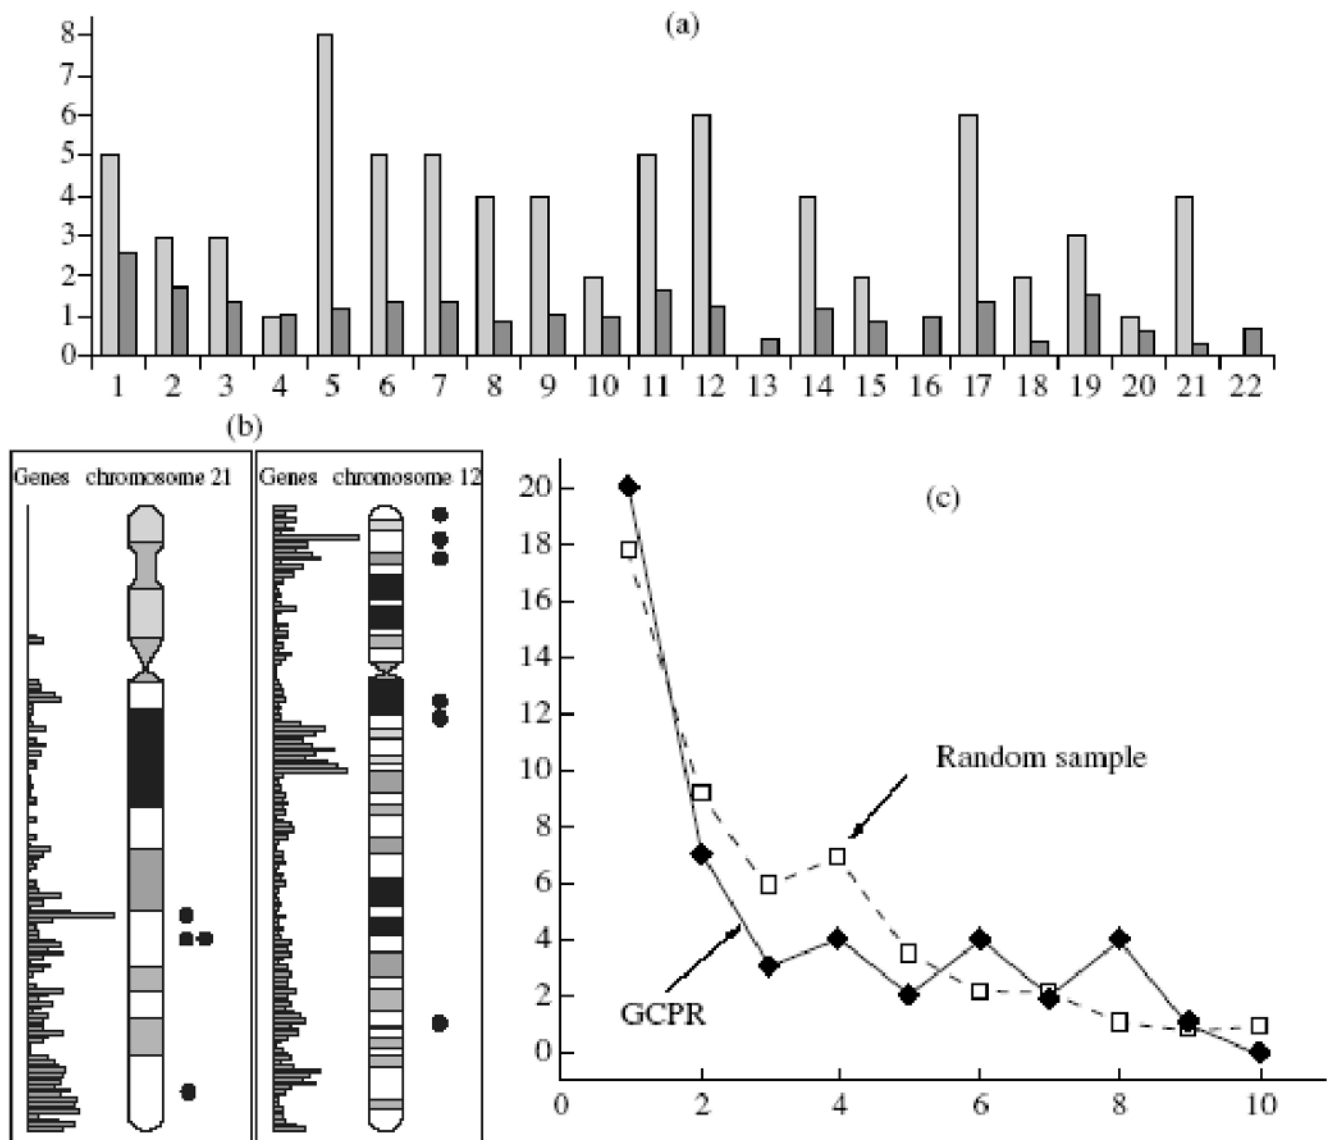 (a)
8
7
6
5
4
3
2
1
0
1 2 3 4 5 6 7 8 9 10 11 12 13 14 15 16 17 18 19 20 21 22
(b)
Genes chromosome 21
Genes chromosome 12
(c)
20
18
16
14
12
10
8
6
4
2
0
Random sample
GCPR
0 2 4 6 8 10